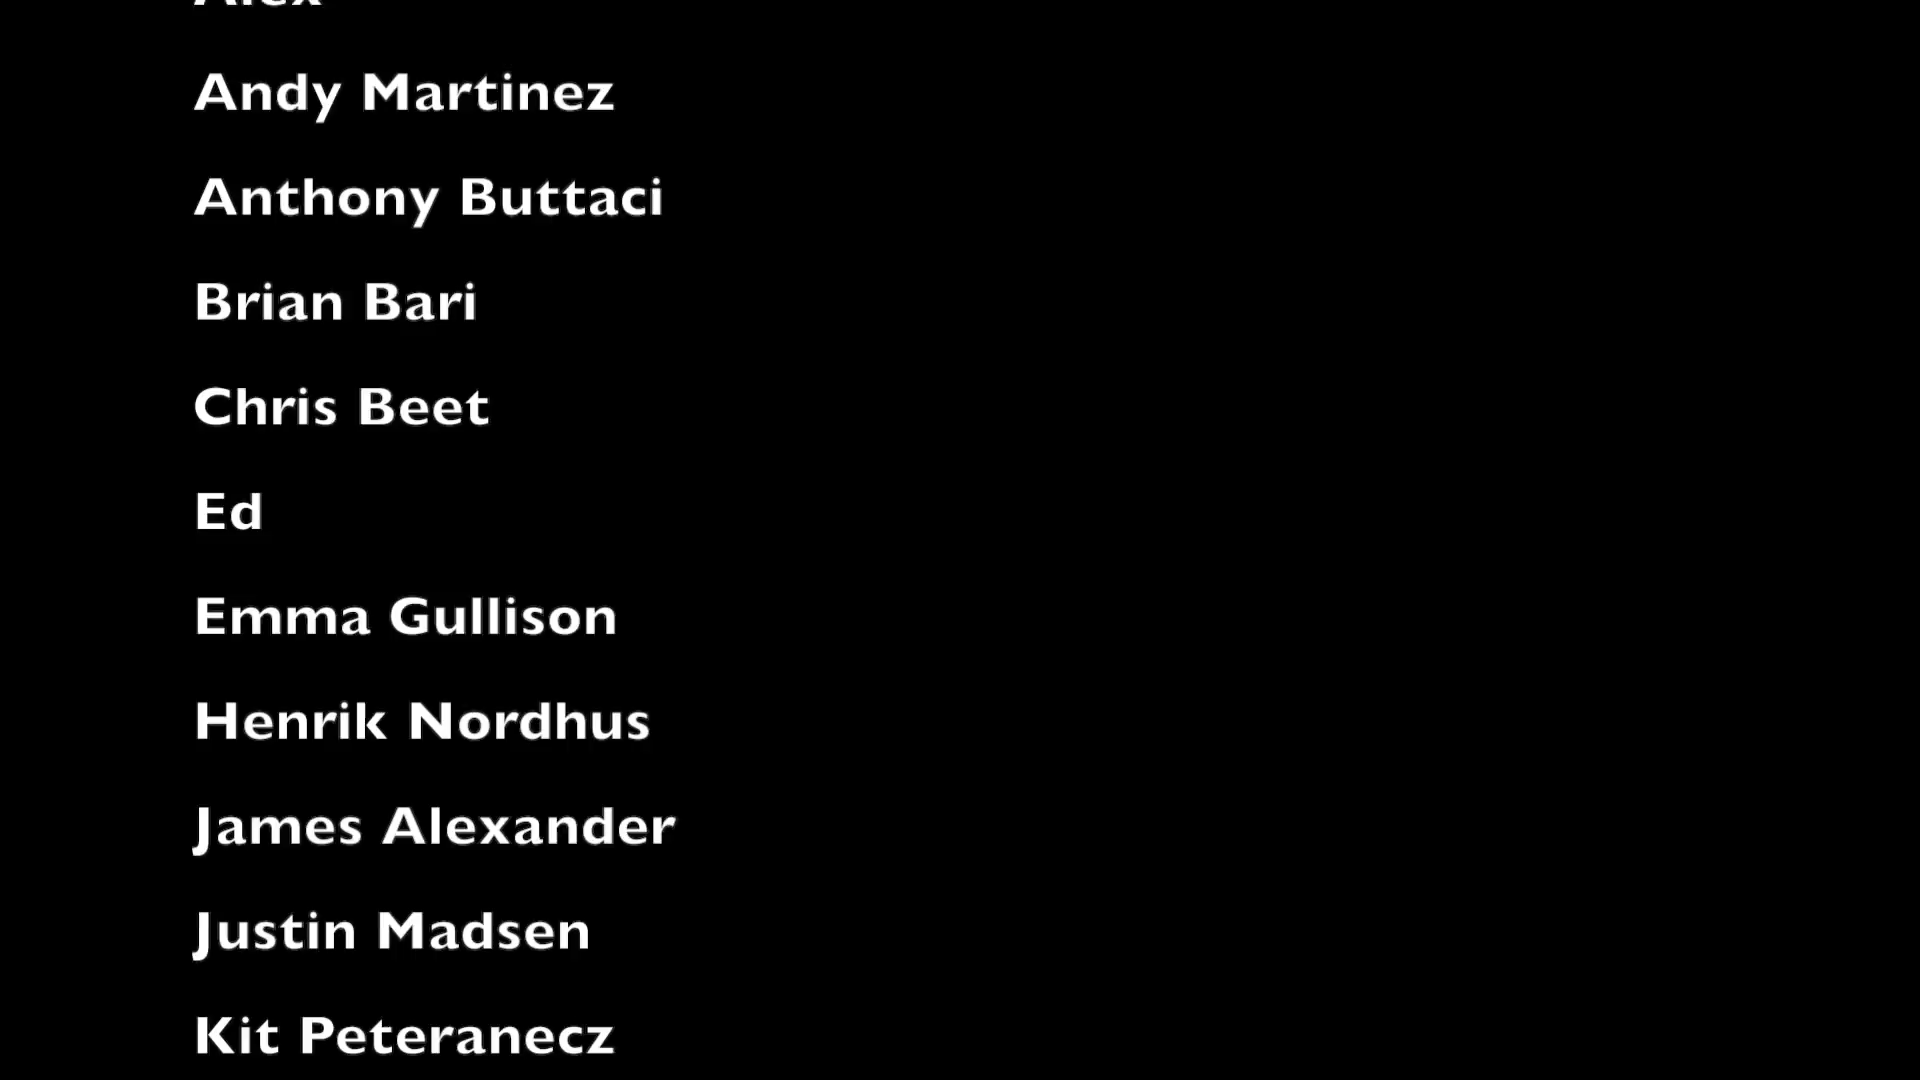 Alex
Andy Martinez
Anthony Buttaci
Brian Bari
Chris Beet
Ed
Emma Gullison
Henrik Nordhus
James Alexander
Justin Madsen
Kit Peteranecz